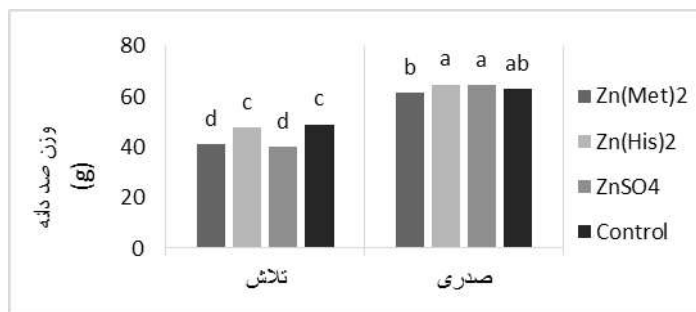 80
60
40
20
0
وزن صد دانه
(g)
d c d c
b a a ab
تلاش
صدری
Zn(Met)2
Zn(His)2
ZnSO4
Control